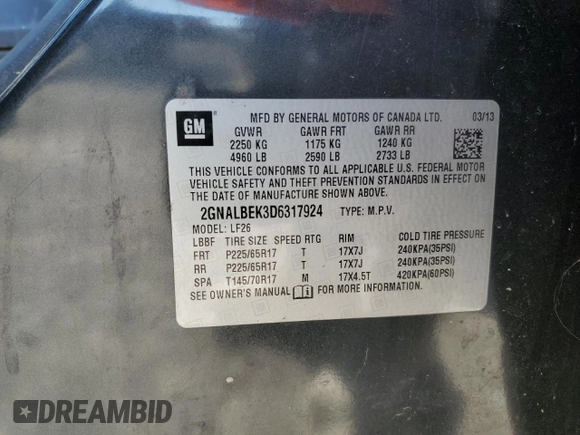 GM
MFD BY GENERAL MOTORS OF CANADA LTD. 03/13
GVWR GAWR FRT GAWR RR
2250 KG 1175 KG 1240 KG
4960 LB 2590 LB 2733 LB
THIS VEHICLE CONFORMS TO ALL APPLICABLE U.S. FEDERAL MOTOR
VEHICLE SAFETY AND THEFT PREVENTION STANDARDS IN EFFECT ON
THE DATE OF MANUFACTURE SHOWN ABOVE.
2GNALBEK3D6317924 TYPE: M.P.V.
MODEL: LF26
LBBF TIRE SIZE SPEED RTG RIM COLD TIRE PRESSURE
FRT P225/65R17 T 17X7J 240KPA(35PSI)
RR P225/65R17 T 17X7J 240KPA(35PSI)
SPA T145/70R17 M 17X4.5T 420KPA(60PSI)
SEE OWNER'S MANUAL FOR MORE INFORMATION.
DREAMBID